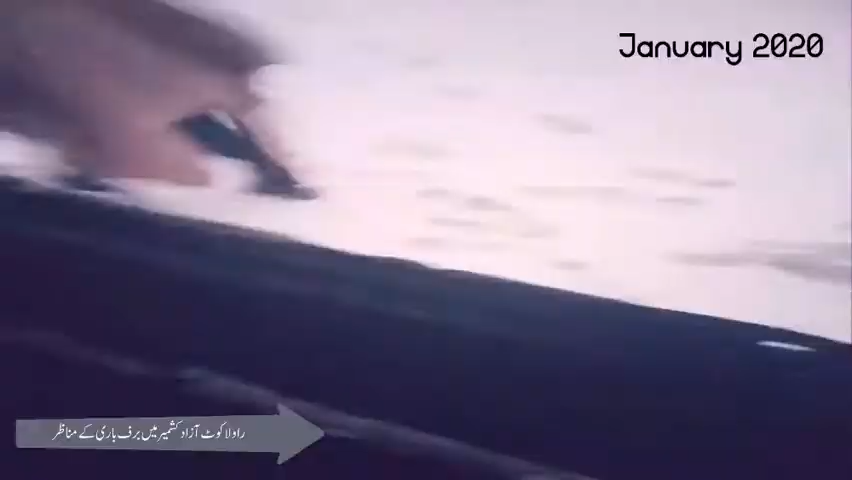 January 2020
راولاکوٹ آزاد کشمیر میں برف باری کے مناظر